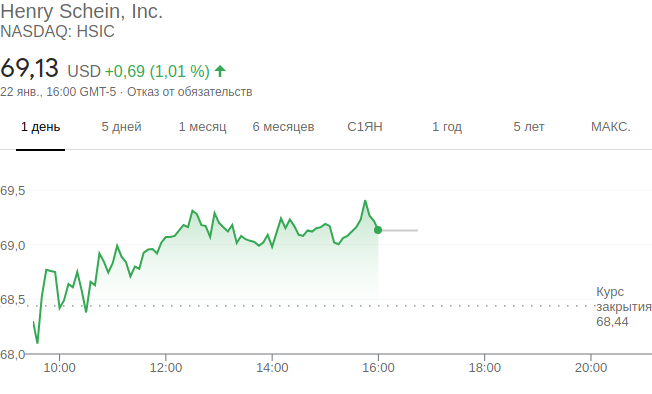 Henry Schein, Inc.
NASDAQ: HSIC
69,13 USD +0,69 (1,01 %)
22 янв., 16:00 GMT-5 · Отказ от обязательств
1 день 5 дней 1 месяц 6 месяцев С1ЯН 1 год 5 лет МАКС.
69,5
69,0
68,5
Курс
закрытия
68,44
68,0
10:00 12:00 14:00 16:00 18:00 20:00